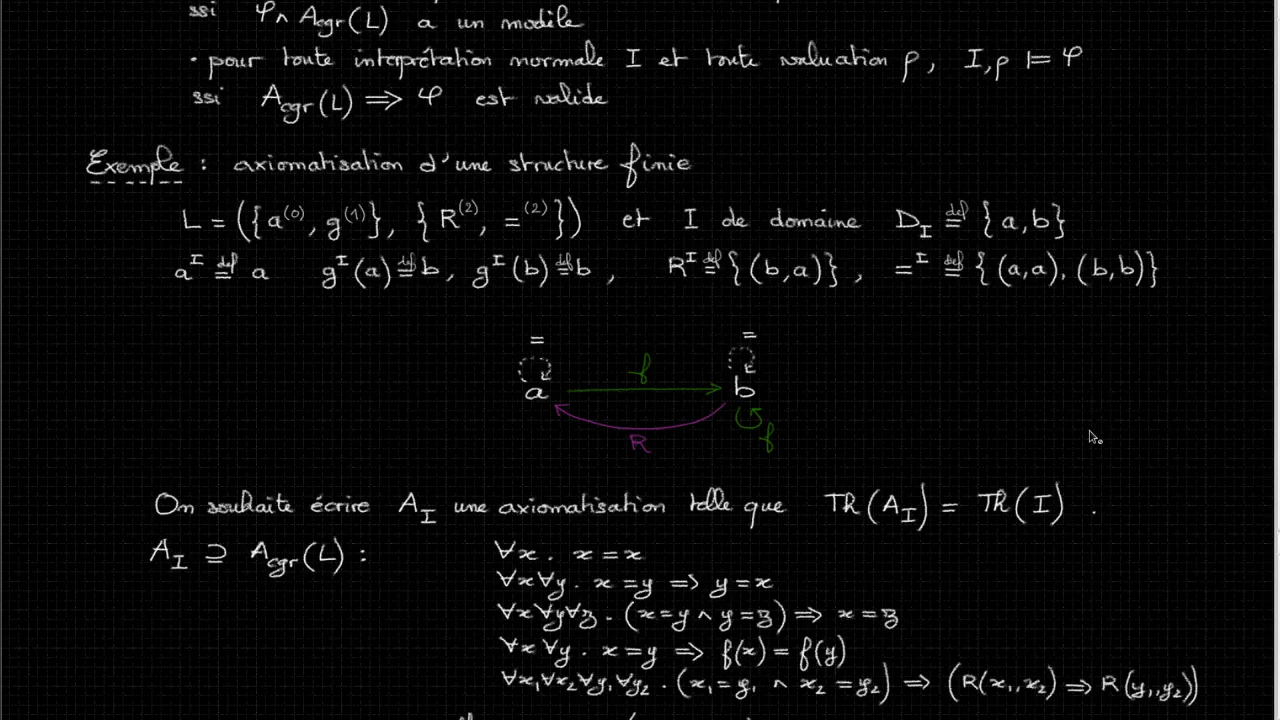 ssi φ ∧ A_cgr(L) a un modèle
• pour toute interprétation normale I et toute valuation ρ, I,ρ ⊨ φ
ssi A_cgr(L) ⟹ φ est valide
Exemple : axiomatisation d'une structure finie
L = ({a^(0), g^(1)}, {R^(2), =^(2)}) et I de domaine D_I ≝ {a,b}
a^I ≝ a g^I(a) ≝ b, g^I(b) ≝ b, R^I ≝ {(b,a)}, =^I ≝ {(a,a), (b,b)}
= =
f
a b
R f
On souhaite écrire A_I une axiomatisation telle que Th(A_I) = Th(I).
A_I ⊇ A_cgr(L) : ∀x. x = x
∀x∀y. x = y ⟹ y = x
∀x∀y∀z. (x = y ∧ y = z) ⟹ x = z
∀x∀y. x = y ⟹ f(x) = f(y)
∀x₁∀x₂∀y₁∀y₂. (x₁ = y₁ ∧ x₂ = y₂) ⟹ (R(x₁,x₂) ⟹ R(y₁,y₂))